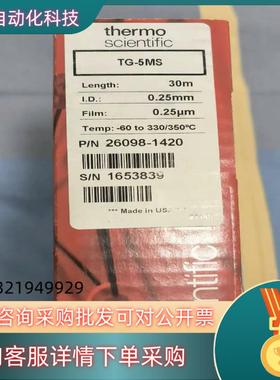 自动化科技
thermo
scientific
TG-5MS
Length: 30m
I.D.: 0.25mm
Film: 0.25µm
Temp: -60 to 330/350ºC
P/N 26098-1420
S/N 1653839
*** Made in USA
321949929
咨询采购批发可对公开票
客服详情下单采购